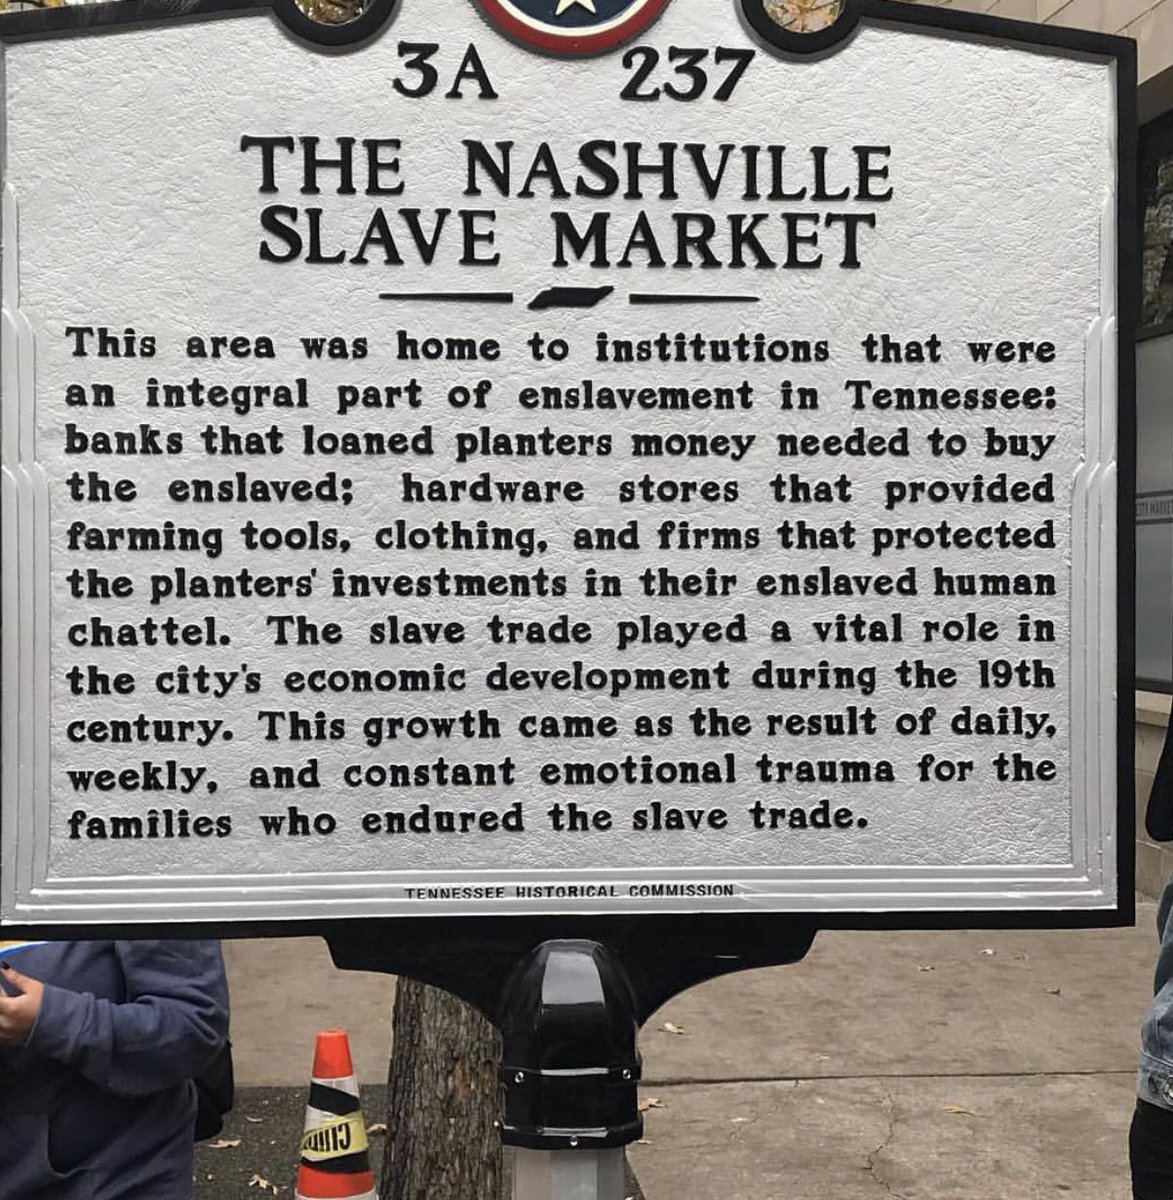 3A 237
THE NASHVILLE
SLAVE MARKET
This area was home to institutions that were
an integral part of enslavement in Tennessee:
banks that loaned planters money needed to buy
the enslaved; hardware stores that provided
farming tools, clothing, and firms that protected
the planters' investments in their enslaved human
chattel. The slave trade played a vital role in
the city's economic development during the 19th
century. This growth came as the result of daily,
weekly, and constant emotional trauma for the
families who endured the slave trade.
TENNESSEE HISTORICAL COMMISSION